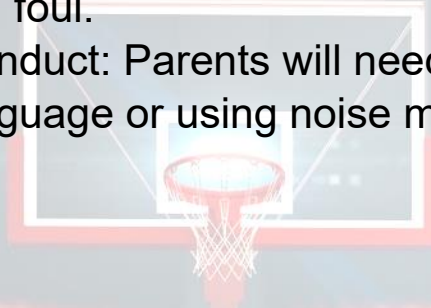 foul.
nduct: Parents will need
guage or using noise m